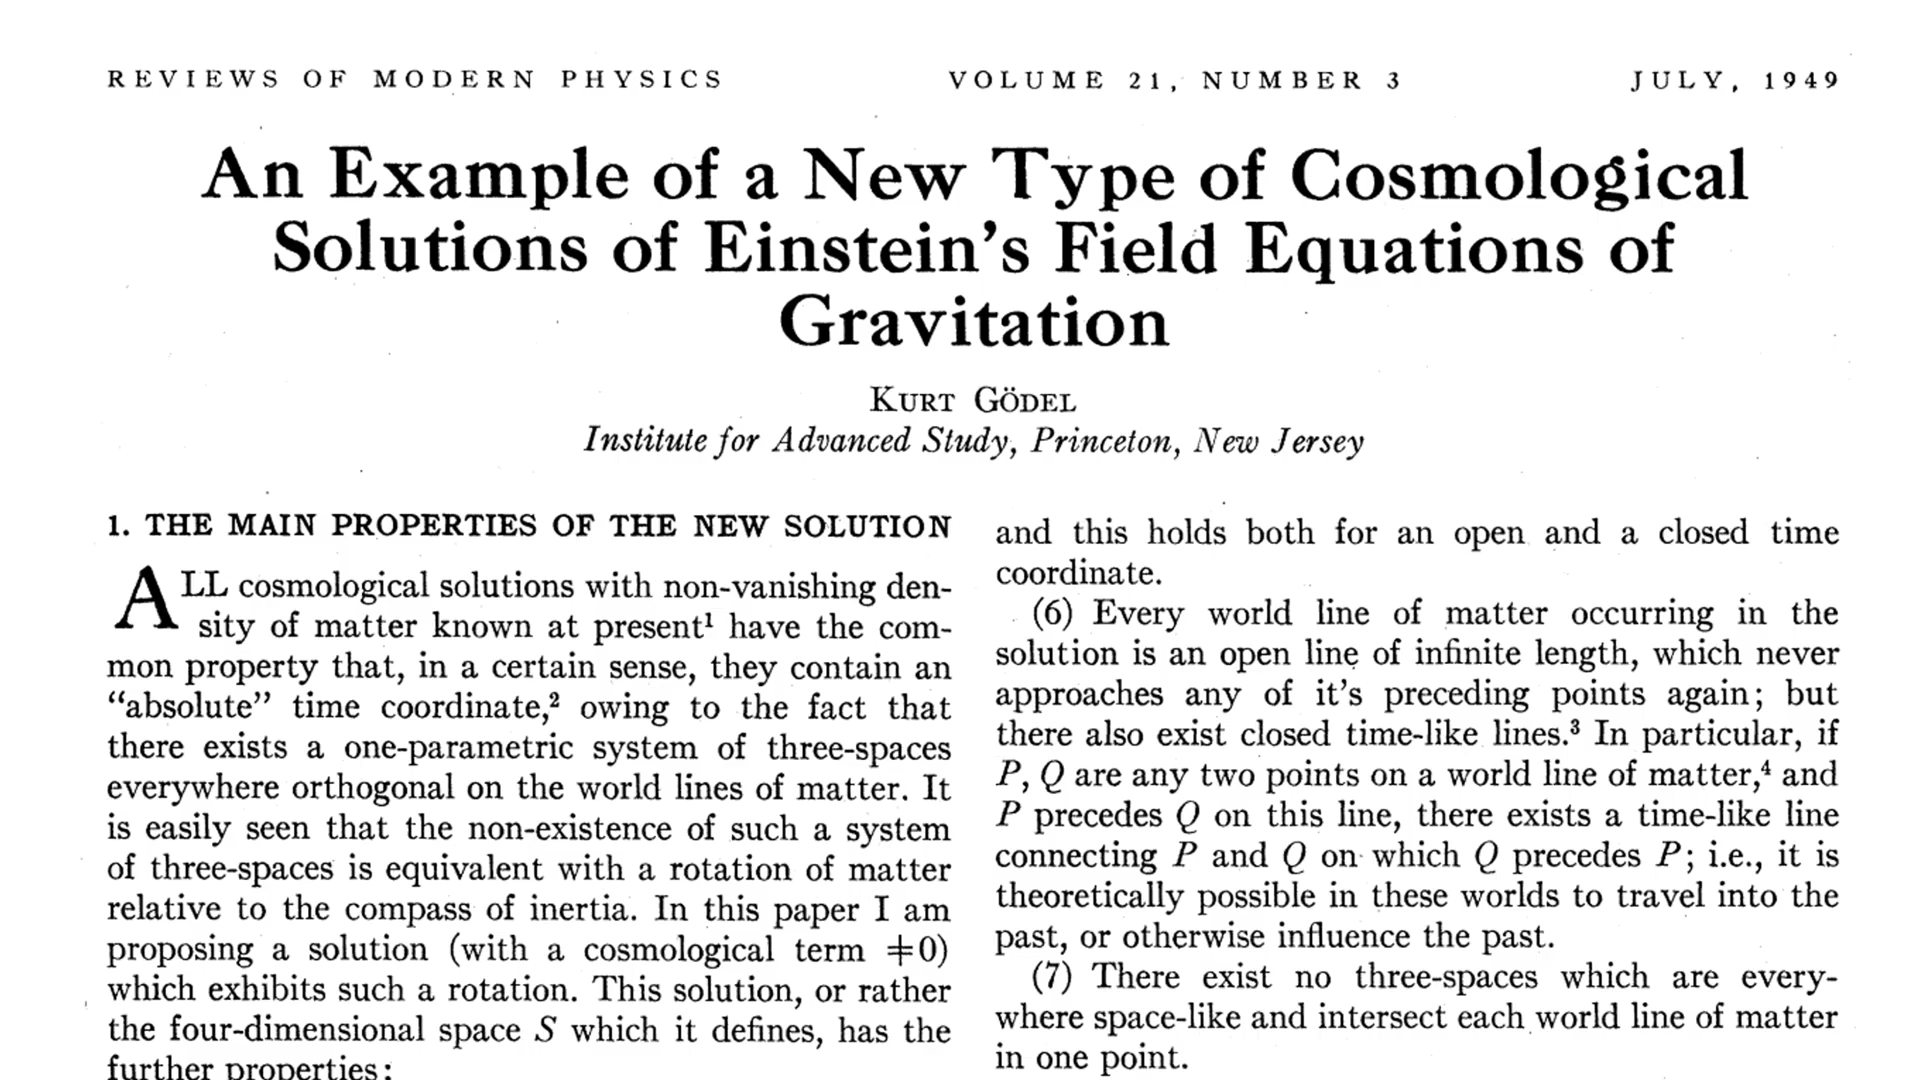 REVIEWS OF MODERN PHYSICS VOLUME 21, NUMBER 3 JULY, 1949
An Example of a New Type of Cosmological
Solutions of Einstein's Field Equations of
Gravitation
KURT GÖDEL
Institute for Advanced Study, Princeton, New Jersey
1. THE MAIN PROPERTIES OF THE NEW SOLUTION
ALL cosmological solutions with non-vanishing den-
sity of matter known at present¹ have the com-
mon property that, in a certain sense, they contain an
"absolute" time coordinate,² owing to the fact that
there exists a one-parametric system of three-spaces
everywhere orthogonal on the world lines of matter. It
is easily seen that the non-existence of such a system
of three-spaces is equivalent with a rotation of matter
relative to the compass of inertia. In this paper I am
proposing a solution (with a cosmological term ≠0)
which exhibits such a rotation. This solution, or rather
the four-dimensional space S which it defines, has the
further properties:
and this holds both for an open and a closed time
coordinate.
(6) Every world line of matter occurring in the
solution is an open line of infinite length, which never
approaches any of it's preceding points again; but
there also exist closed time-like lines.³ In particular, if
P, Q are any two points on a world line of matter,⁴ and
P precedes Q on this line, there exists a time-like line
connecting P and Q on which Q precedes P; i.e., it is
theoretically possible in these worlds to travel into the
past, or otherwise influence the past.
(7) There exist no three-spaces which are every-
where space-like and intersect each world line of matter
in one point.